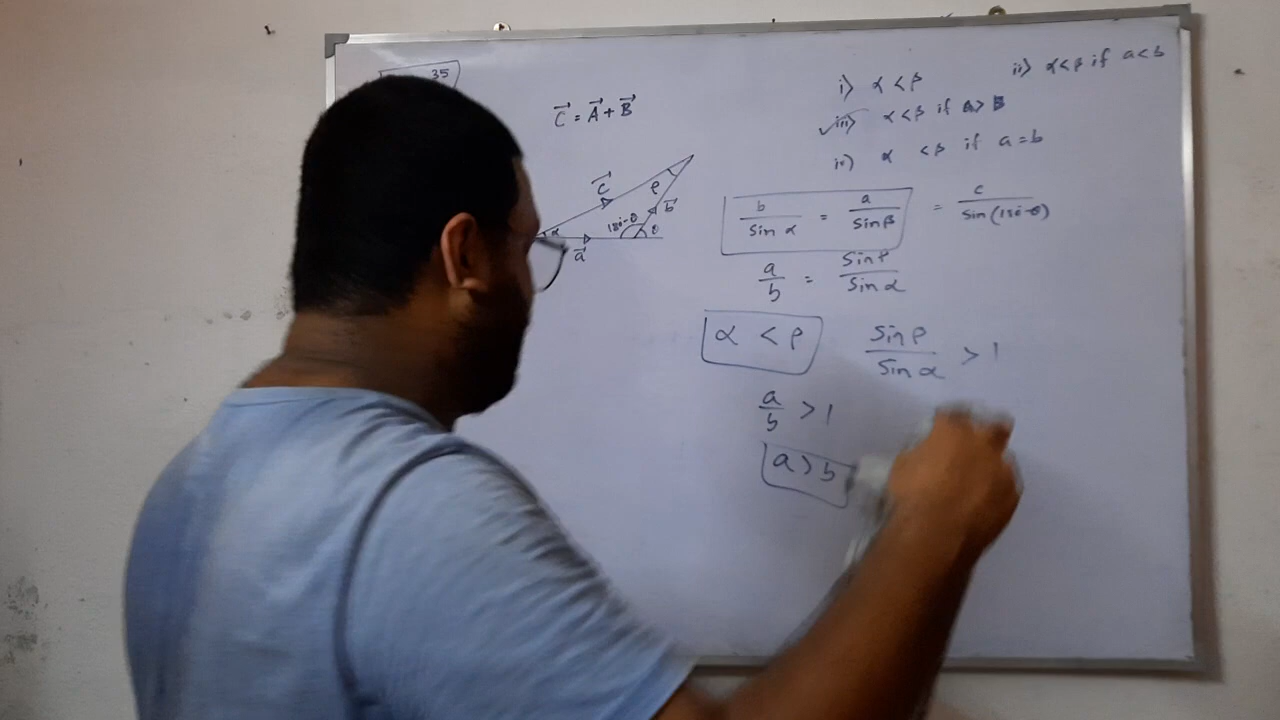 35
C⃗ = A⃗ + B⃗
i) α < β
ii) α < β if a < b
iii) α < β if A > B
iv) α < β if a = b
c⃗
β
b⃗
180-θ
θ
α
a⃗
b/sin α = a/sin β = c/sin(180-θ)
a/b = sin β/sin α
α < β
sin β/sin α > 1
a/b > 1
a > b